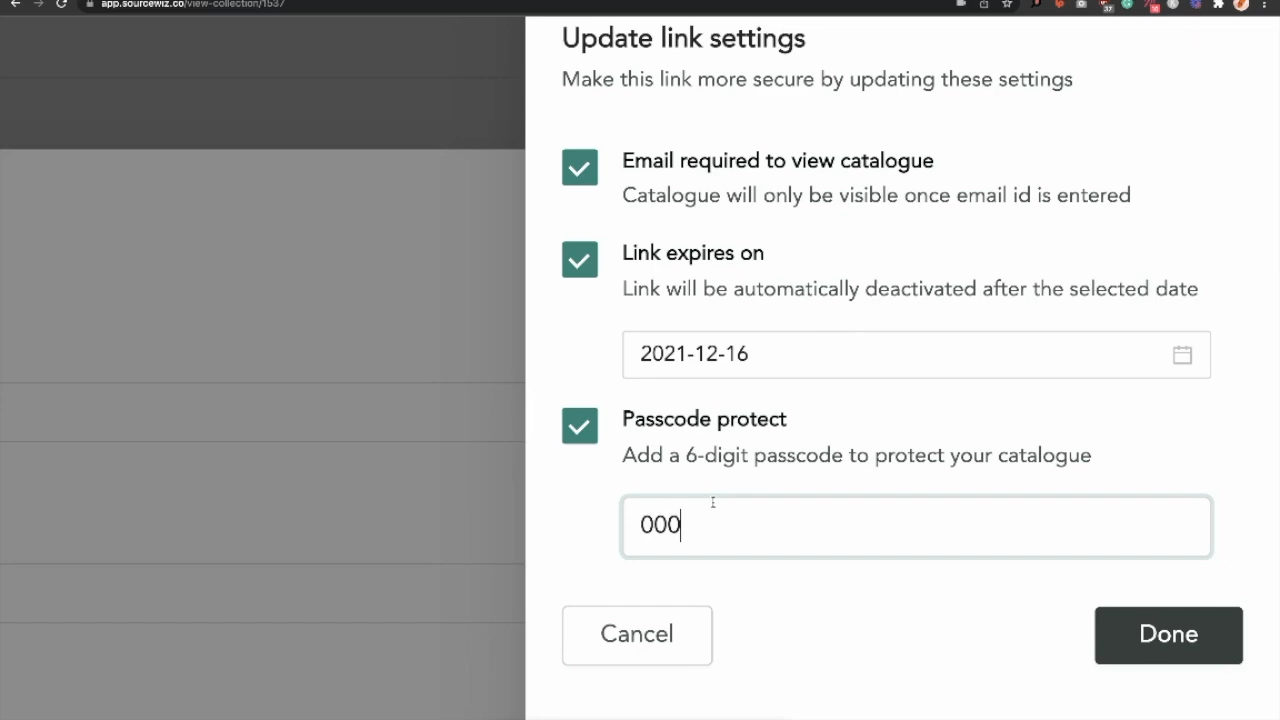 app.sourcewiz.co/view-collection/1537
37
Update link settings
Make this link more secure by updating these settings
Email required to view catalogue
Catalogue will only be visible once email id is entered
Link expires on
Link will be automatically deactivated after the selected date
2021-12-16
Passcode protect
Add a 6-digit passcode to protect your catalogue
000
Cancel
Done